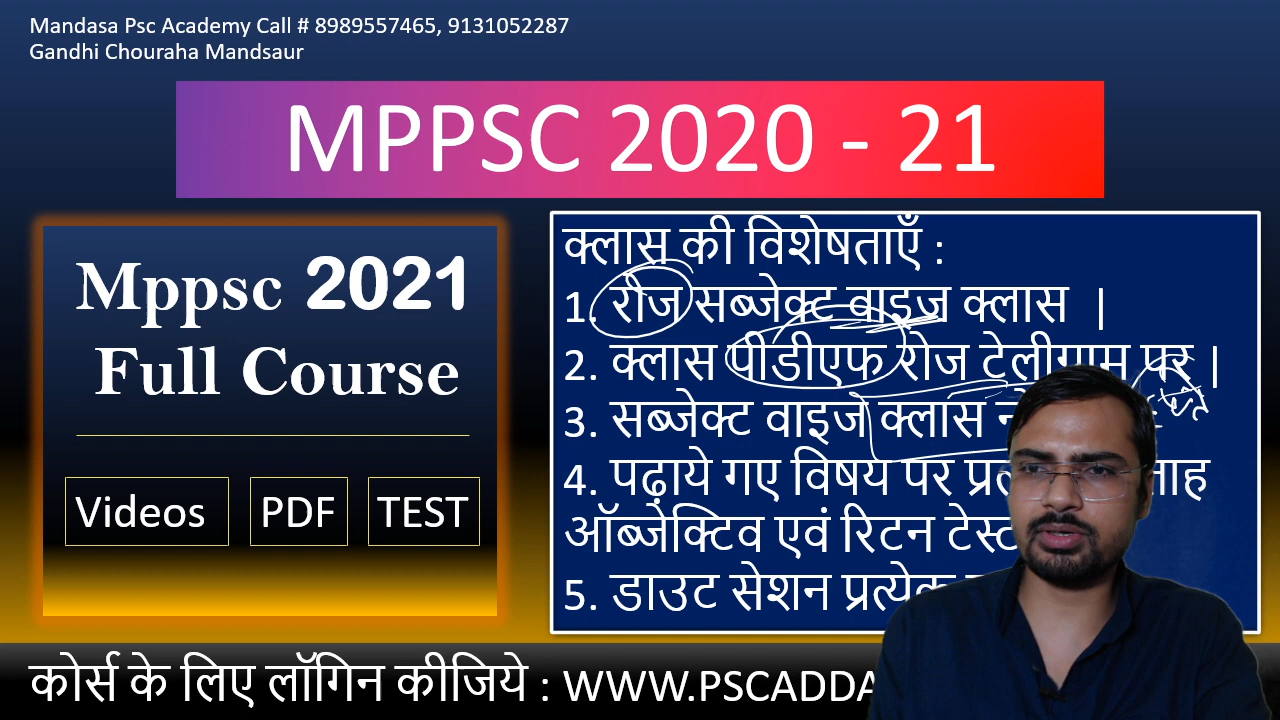 Mandasa Psc Academy Call # 8989557465, 9131052287
Gandhi Chouraha Mandsaur
MPPSC 2020 - 21
Mppsc 2021
Full Course
Videos
PDF
TEST
क्लास की विशेषताएँ :
1. रोज सब्जेक्ट वाइज क्लास |
2. क्लास पीडीएफ रोज टेलीग्राम पर |
3. सब्जेक्ट वाइज क्लास
4. पढ़ाये गए विषय पर
ऑब्जेक्टिव एवं रिटन टेस्ट
5. डाउट सेशन प्रत्येक
कोर्स के लिए लॉगिन कीजिये : WWW.PSCADDA